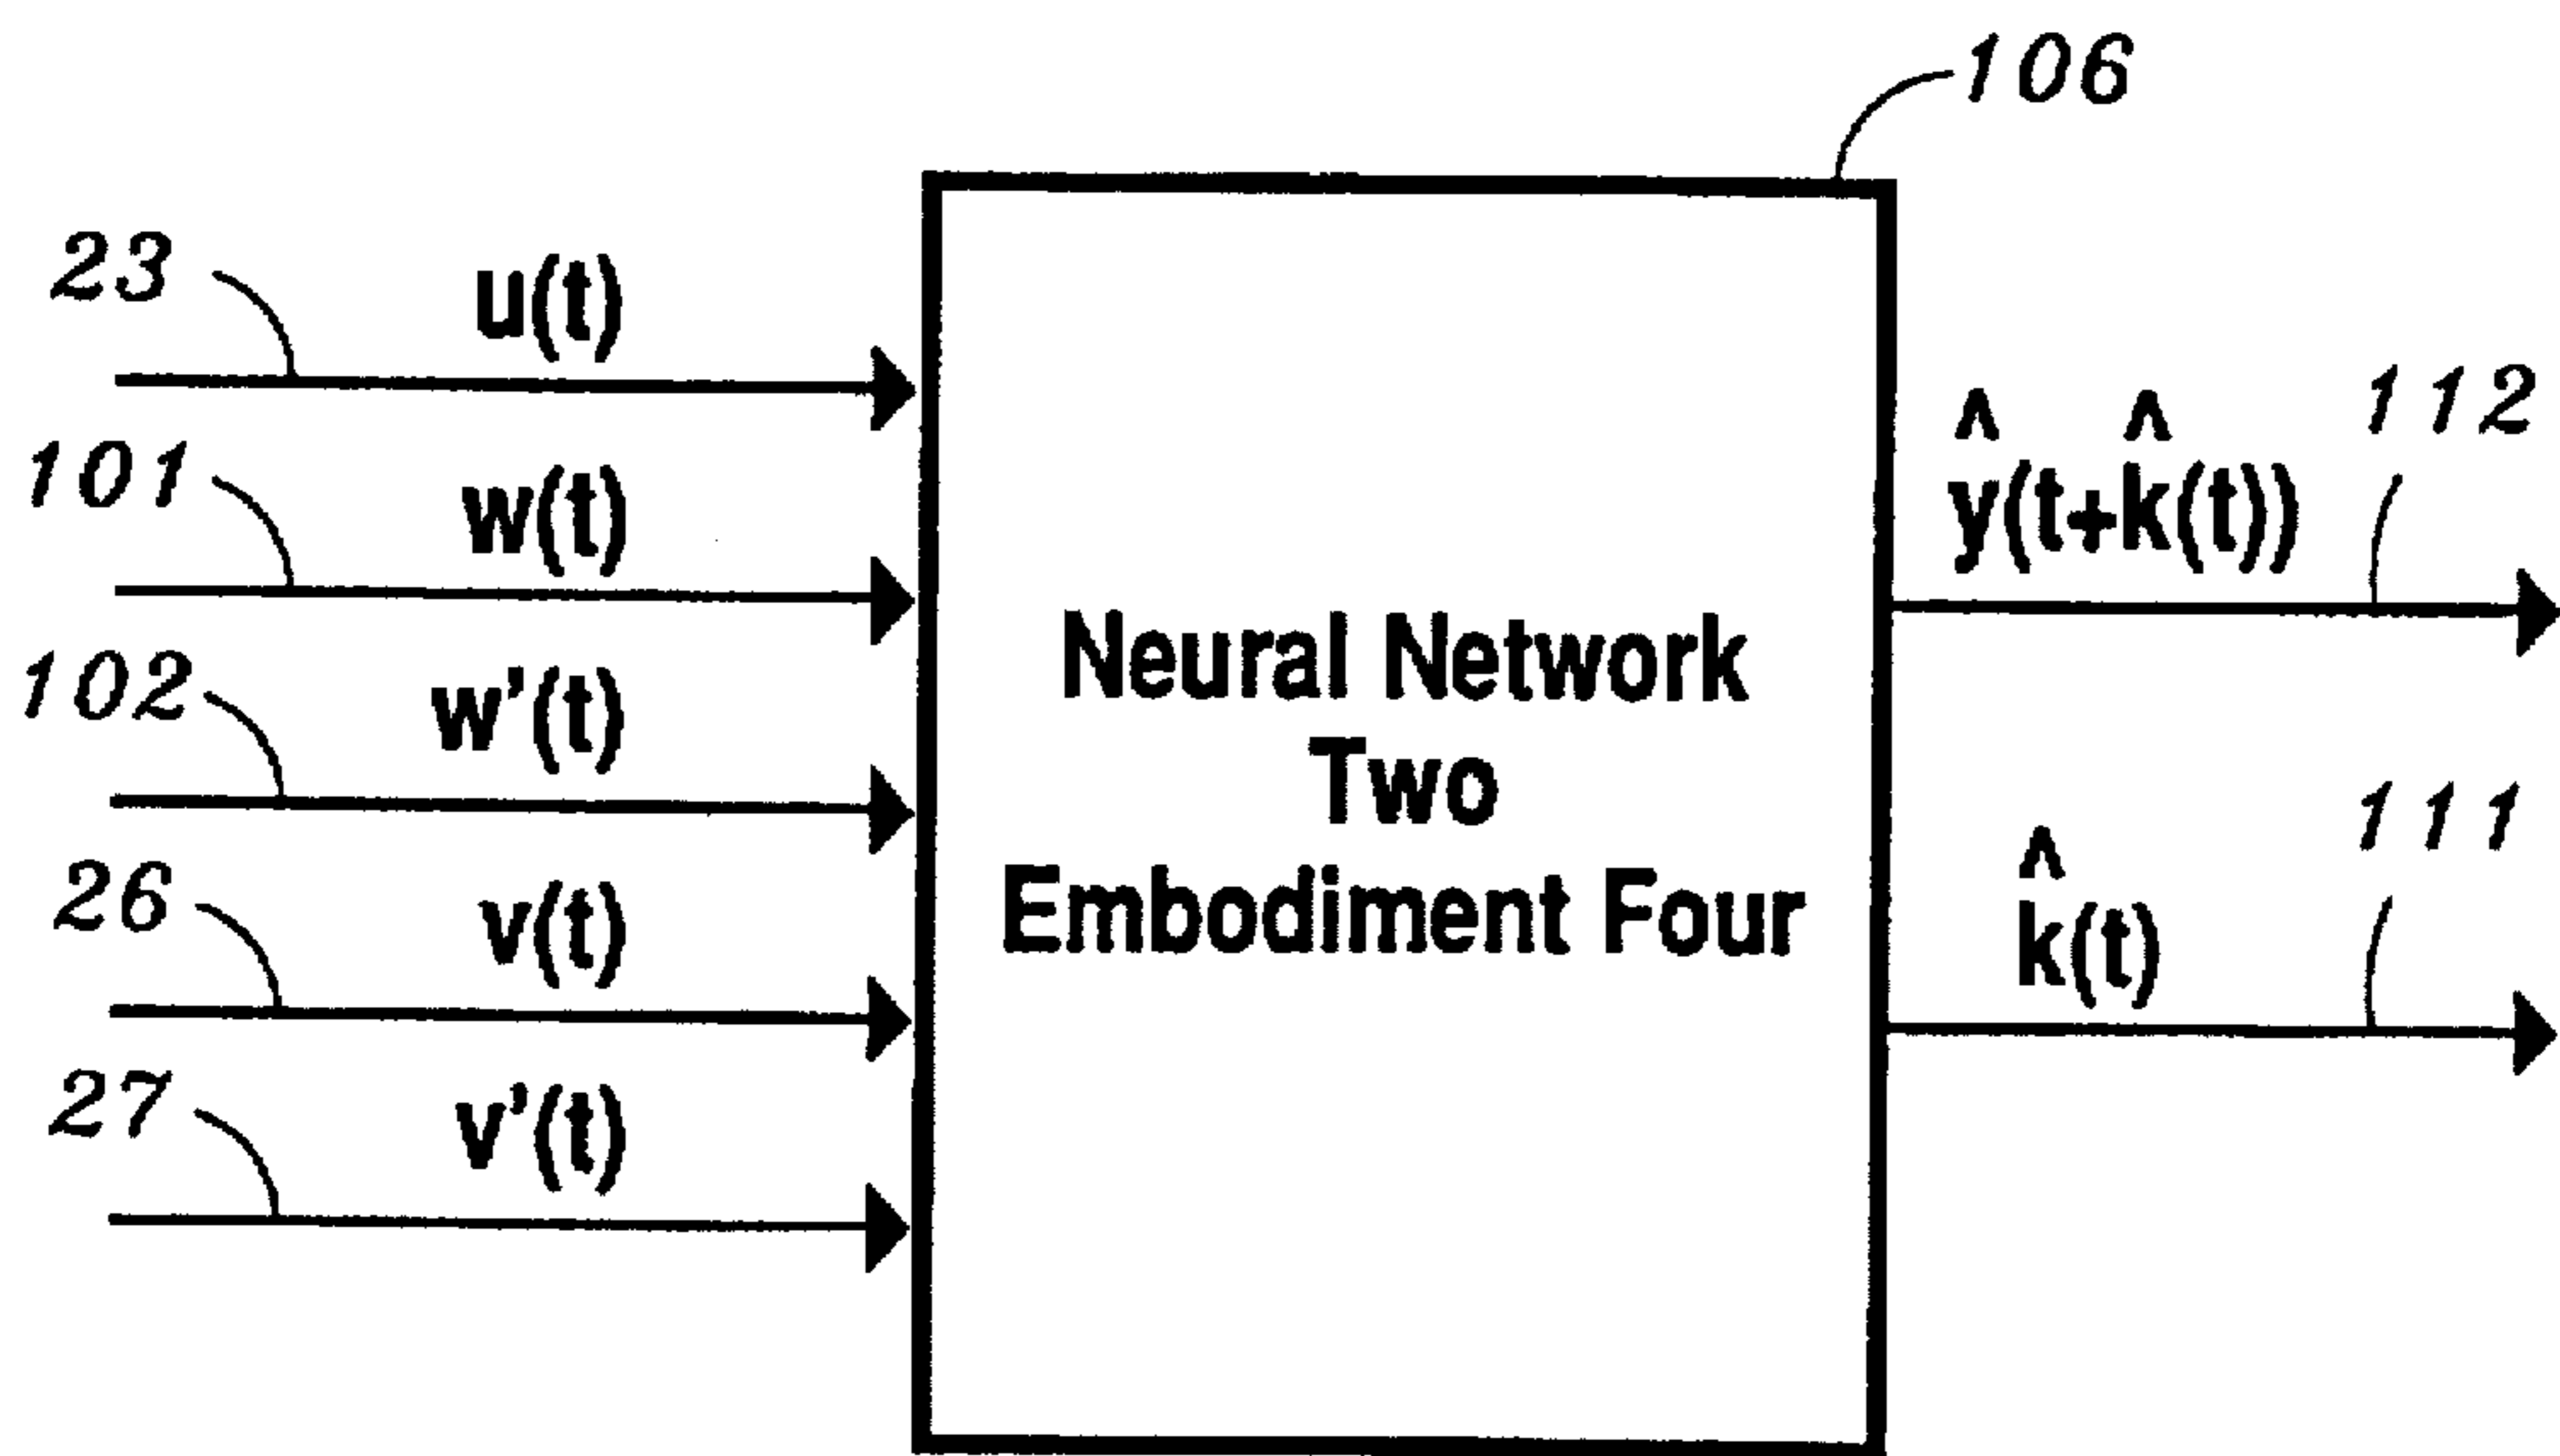 106
23
u(t)
101
w(t)
102
w'(t)
26
v(t)
27
v'(t)
Neural Network
Two
Embodiment Four
ŷ(t+k̂(t))
112
k̂(t)
111